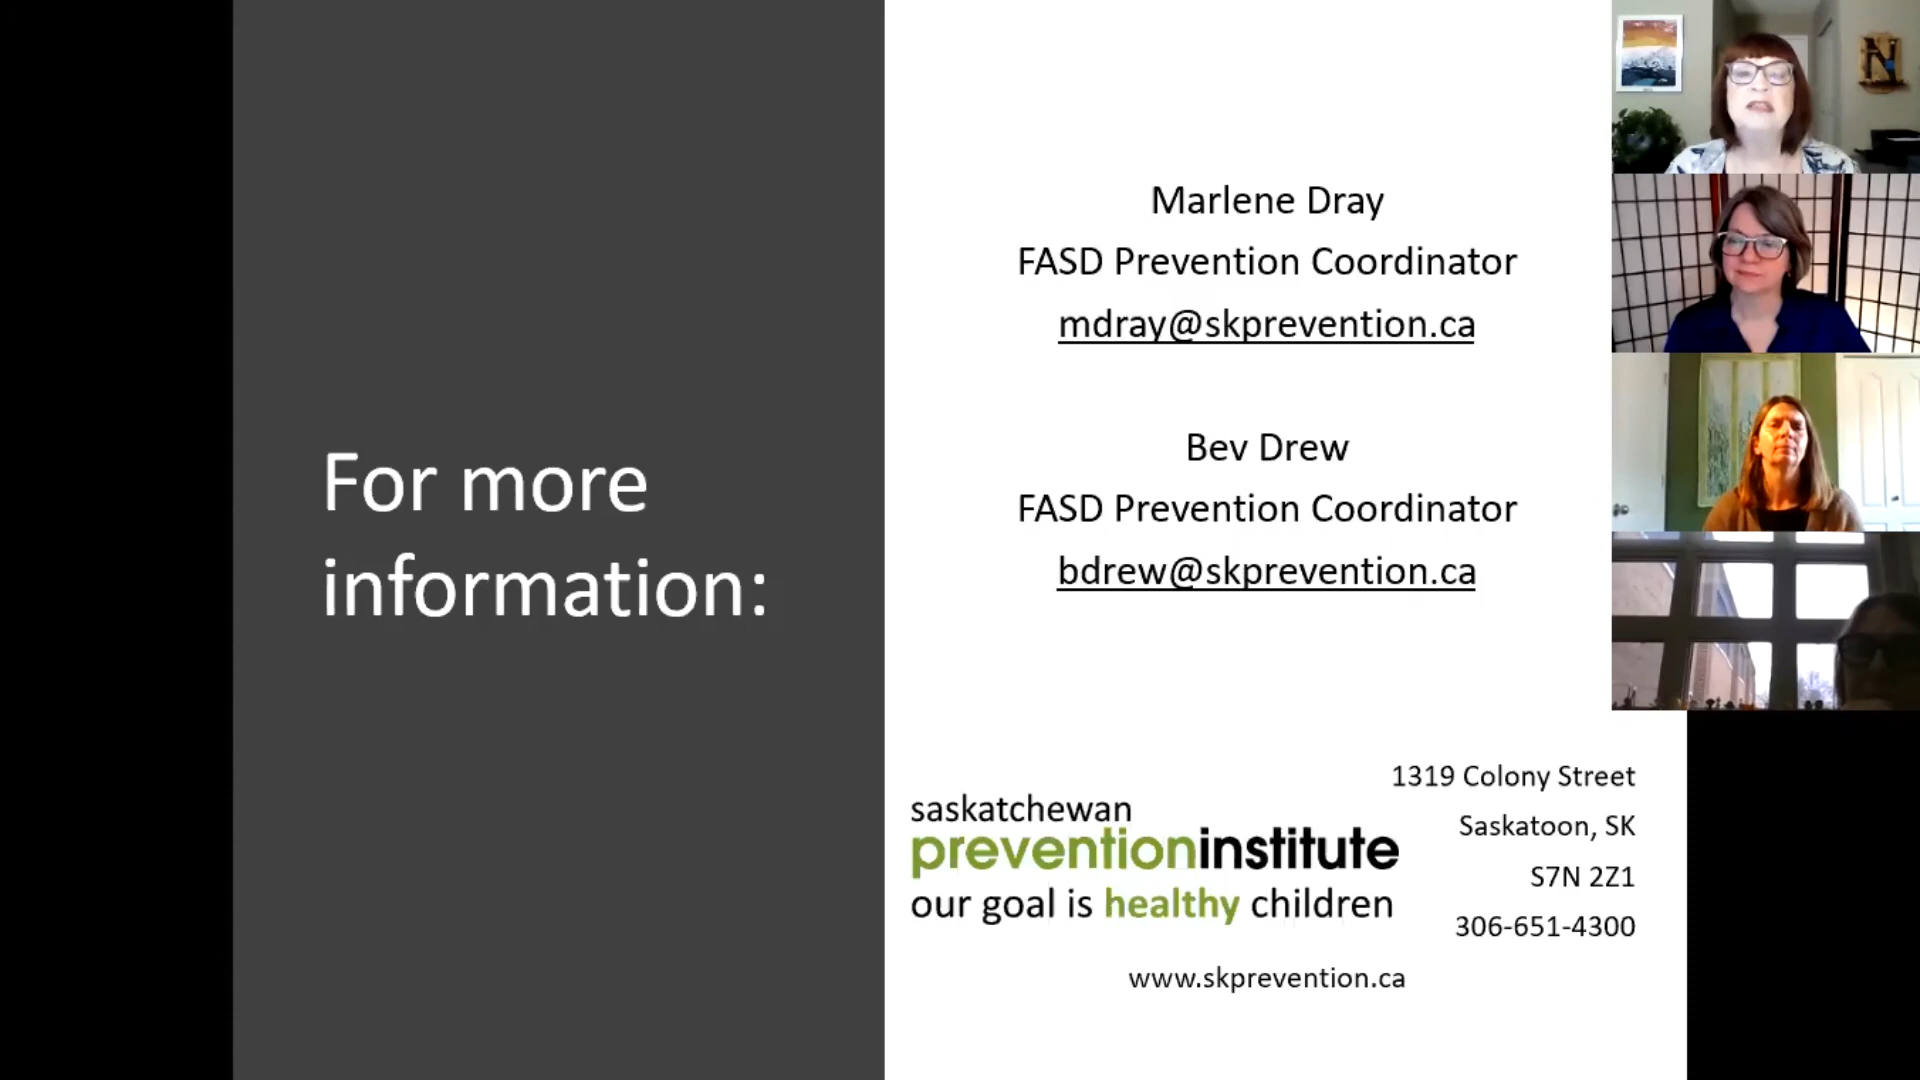 For more
information:
Marlene Dray
FASD Prevention Coordinator
mdray@skprevention.ca
Bev Drew
FASD Prevention Coordinator
bdrew@skprevention.ca
saskatchewan
preventioninstitute
our goal is healthy children
1319 Colony Street
Saskatoon, SK
S7N 2Z1
306-651-4300
www.skprevention.ca
N